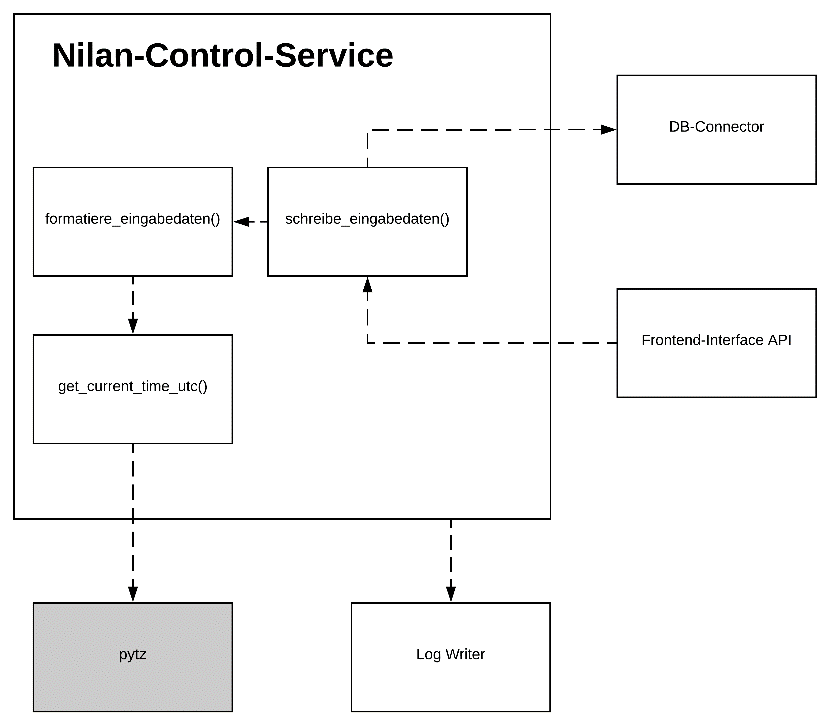 Nilan-Control-Service
DB-Connector
formatiere_eingabedaten()
schreibe_eingabedaten()
Frontend-Interface API
get_current_time_utc()
pytz
Log Writer